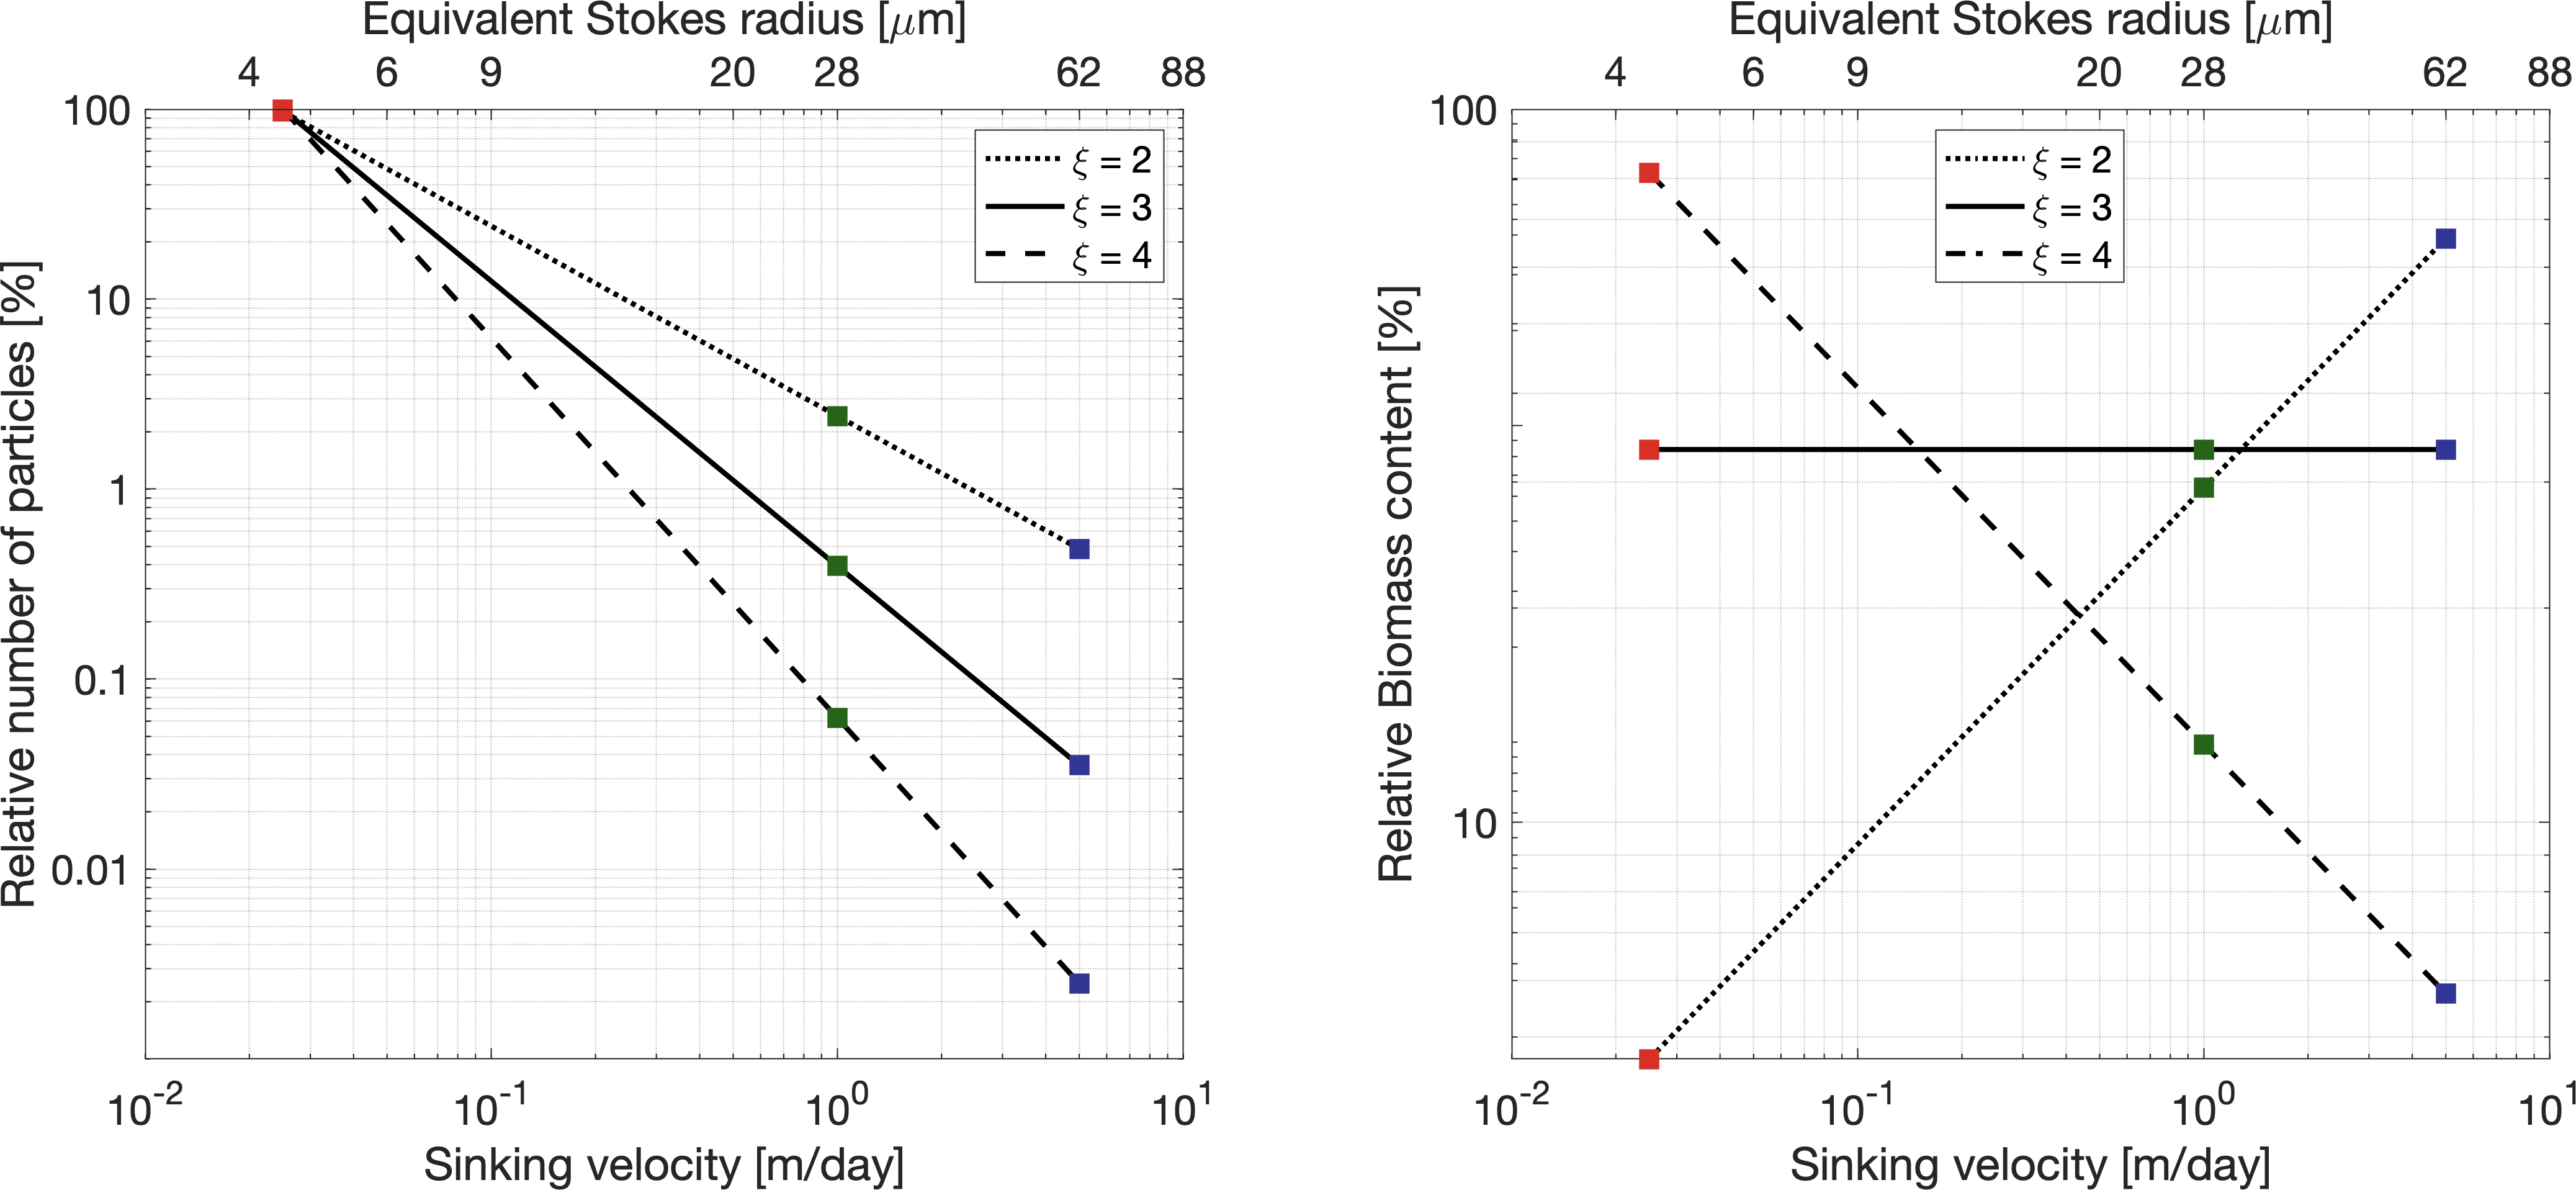 Equivalent Stokes radius [μm]
4 6 9 20 28 62 88
100
10
1
0.1
0.01
Relative number of particles [%]
ξ = 2
ξ = 3
ξ = 4
10-2 10-1 100 101
Sinking velocity [m/day]
Equivalent Stokes radius [μm]
4 6 9 20 28 62 88
100
10
Relative Biomass content [%]
ξ = 2
ξ = 3
ξ = 4
10-2 10-1 100 101
Sinking velocity [m/day]